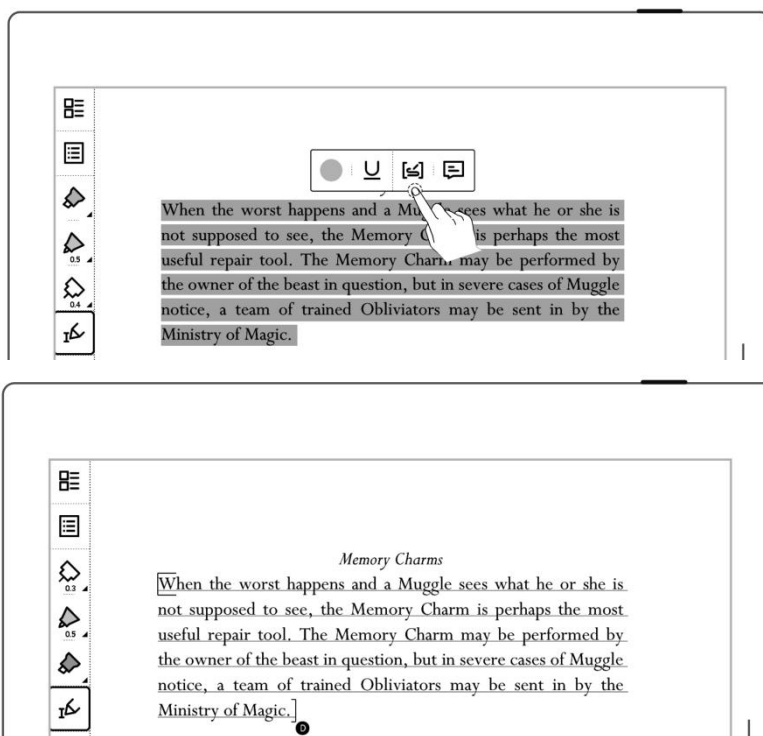 When the worst happens and a sees what he or she is
not supposed to see, the Memory is perhaps the most
useful repair tool. The Memory Charm may be performed by
the owner of the beast in question, but in severe cases of Muggle
notice, a team of trained Obliviators may be sent in by the
Ministry of Magic.
0.5
0.4
Memory Charms
When the worst happens and a Muggle sees what he or she is
not supposed to see, the Memory Charm is perhaps the most
useful repair tool. The Memory Charm may be performed by
the owner of the beast in question, but in severe cases of Muggle
notice, a team of trained Obliviators may be sent in by the
Ministry of Magic.]
D
0.3
0.5